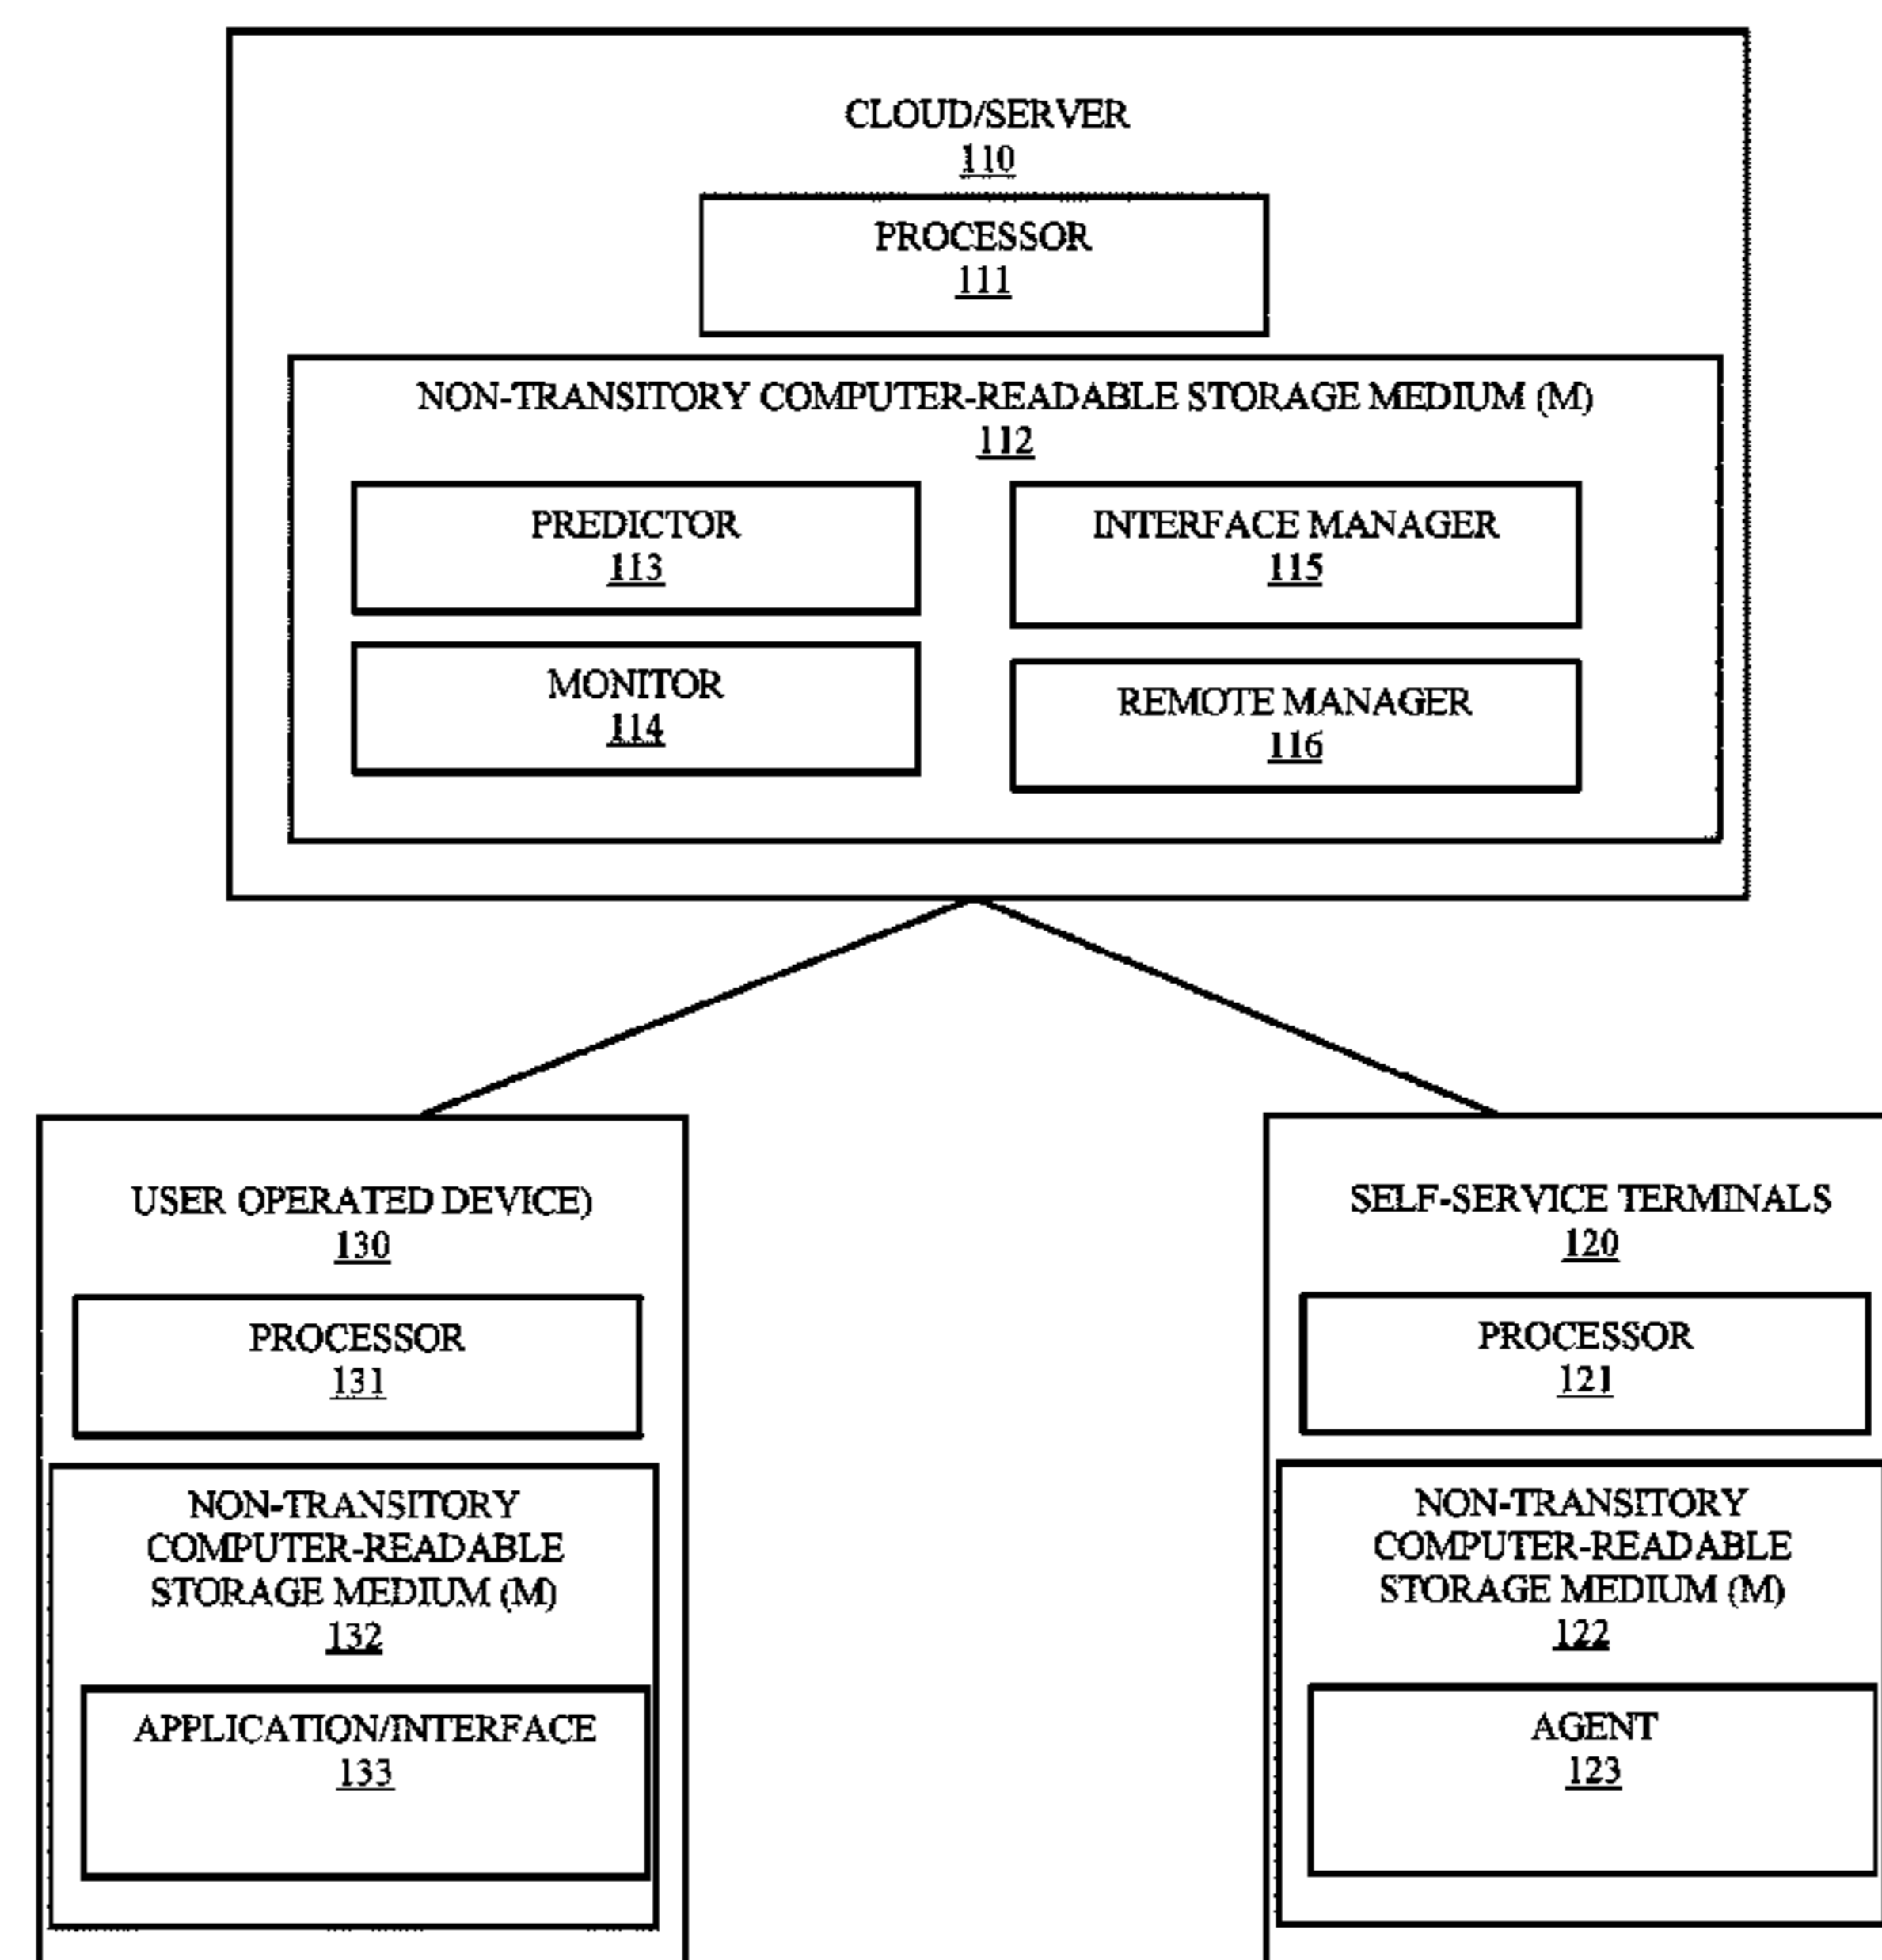 CLOUD/SERVER
110
PROCESSOR
111
NON-TRANSITORY COMPUTER-READABLE STORAGE MEDIUM (M)
112
PREDICTOR
113
INTERFACE MANAGER
115
MONITOR
114
REMOTE MANAGER
116
USER OPERATED DEVICE)
130
PROCESSOR
131
NON-TRANSITORY
COMPUTER-READABLE
STORAGE MEDIUM (M)
132
APPLICATION/INTERFACE
133
SELF-SERVICE TERMINALS
120
PROCESSOR
121
NON-TRANSITORY
COMPUTER-READABLE
STORAGE MEDIUM (M)
122
AGENT
123